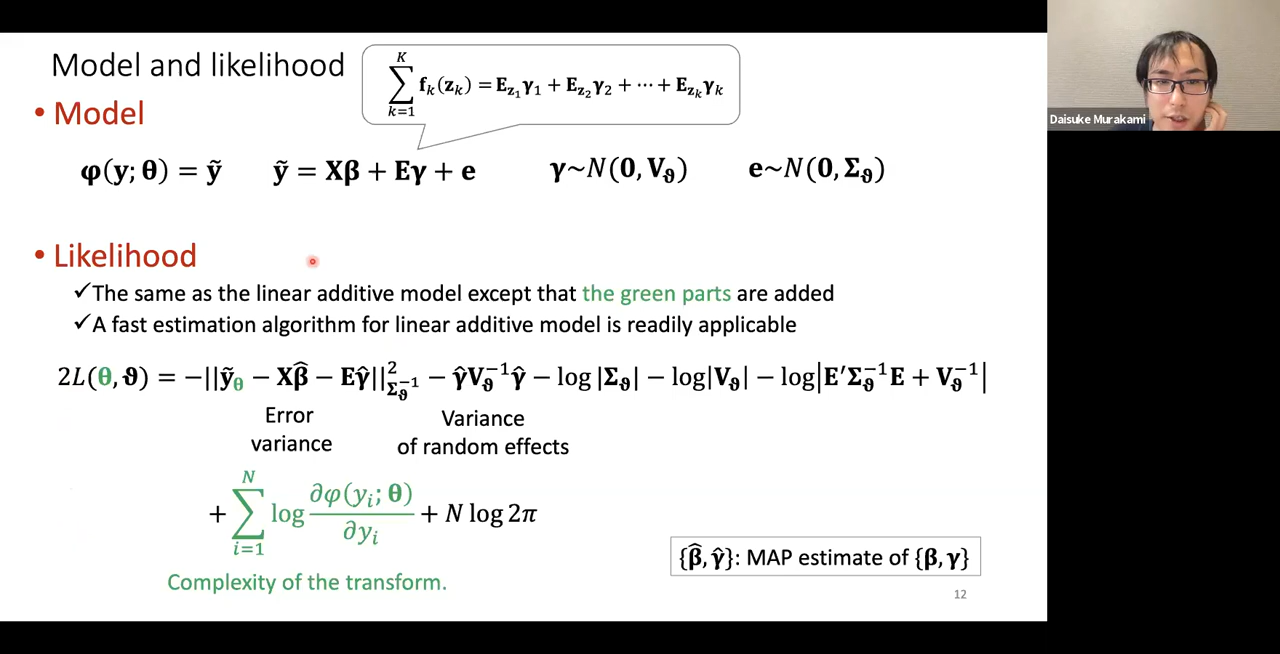 Model and likelihood
K
∑ f_k(z_k) = E_{z_1}γ_1 + E_{z_2}γ_2 + ⋯ + E_{z_k}γ_k
k=1
• Model
φ(y; θ) = ỹ ỹ = Xβ + Eγ + e γ~N(0, V_ϑ) e~N(0, Σ_ϑ)
• Likelihood
✓The same as the linear additive model except that the green parts are added
✓A fast estimation algorithm for linear additive model is readily applicable
2L(θ, ϑ) = −||ỹ_θ − Xβ̂ − Eγ̂||²_{Σ_ϑ^{−1}} − γ̂V_ϑ^{−1}γ̂ − log|Σ_ϑ| − log|V_ϑ| − log|E′Σ_ϑ^{−1}E + V_ϑ^{−1}|
Error
variance
Variance
of random effects
N
+ ∑ log ∂φ(y_i; θ)/∂y_i + N log 2π
i=1
Complexity of the transform.
{β̂, γ̂}: MAP estimate of {β, γ}
12
Daisuke Murakami